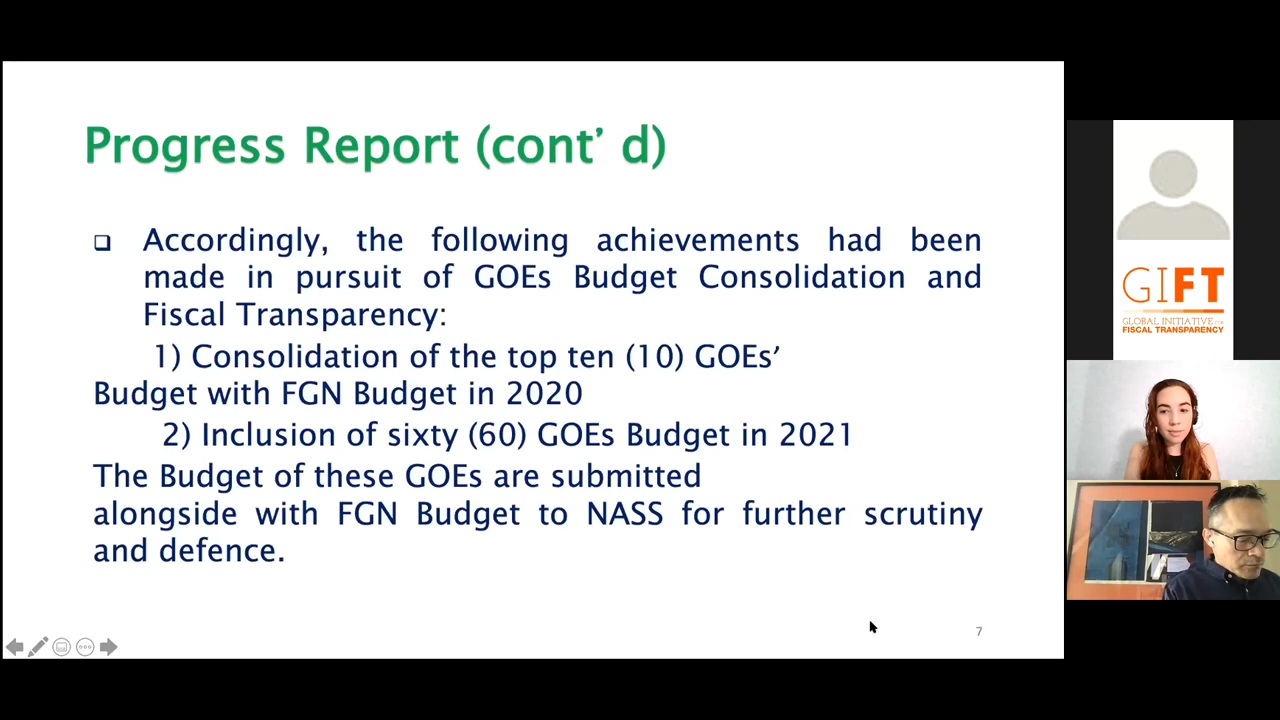 Progress Report (cont’ d)
❑ Accordingly, the following achievements had been
made in pursuit of GOEs Budget Consolidation and
Fiscal Transparency:
1) Consolidation of the top ten (10) GOEs’
Budget with FGN Budget in 2020
2) Inclusion of sixty (60) GOEs Budget in 2021
The Budget of these GOEs are submitted
alongside with FGN Budget to NASS for further scrutiny
and defence.
7
GIFT
GLOBAL INITIATIVE FOR
FISCAL TRANSPARENCY